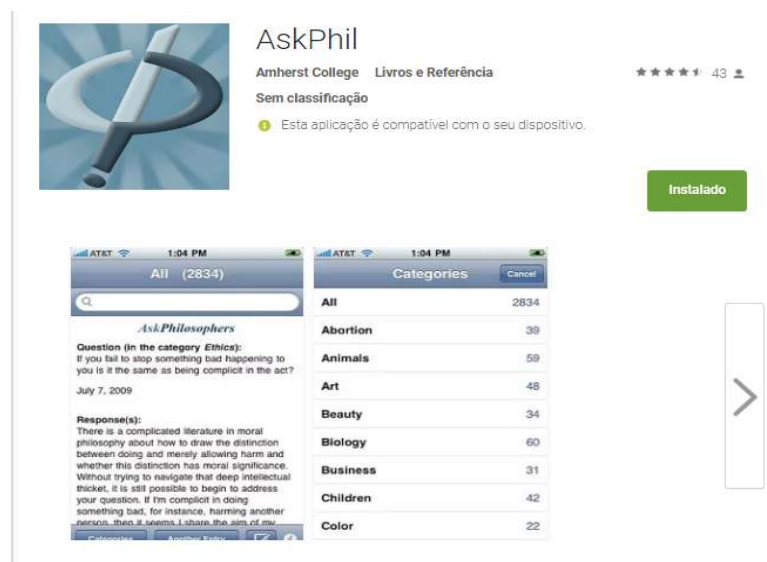 AskPhil
Amherst College Livros e Referência
43
Sem classificação
Esta aplicação é compatível com o seu dispositivo.
Instalado
AT&T 1:04 PM
All (2834)
AskPhilosophers
Question (in the category Ethics):
If you fail to stop something bad happening to
you is it the same as being complicit in the act?
July 7, 2009
Response(s):
There is a complicated literature in moral
philosophy about how to draw the distinction
between doing and merely allowing harm and
whether this distinction has moral significance.
Without trying to navigate that deep intellectual
thicket, it is still possible to begin to address
your question. If I'm complicit in doing
something bad, for instance, harming another
person, then it seems I share the aim of my
Categories Another Entry
AT&T 1:04 PM
Categories Cancel
All 2834
Abortion 39
Animals 59
Art 48
Beauty 34
Biology 60
Business 31
Children 42
Color 22